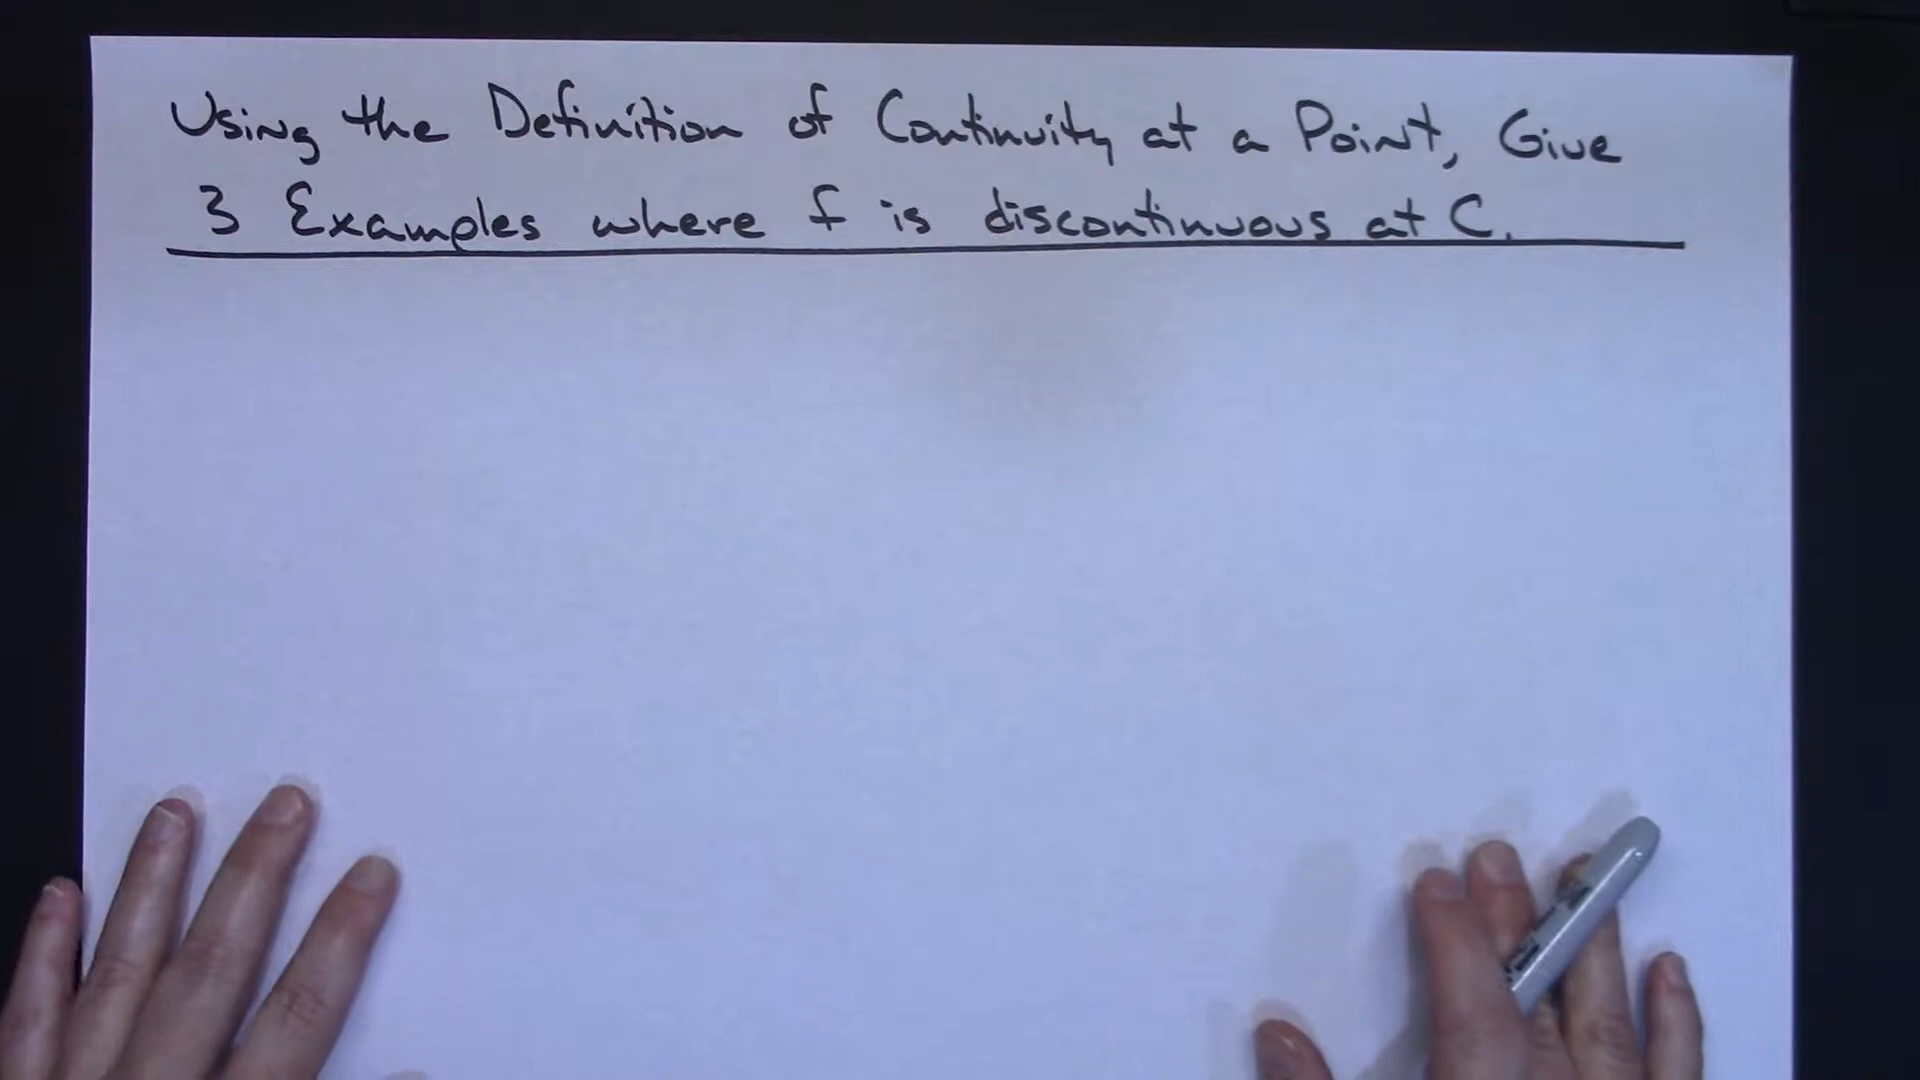 Using the Definition of Continuity at a Point, Give
3 Examples where f is discontinuous at C.